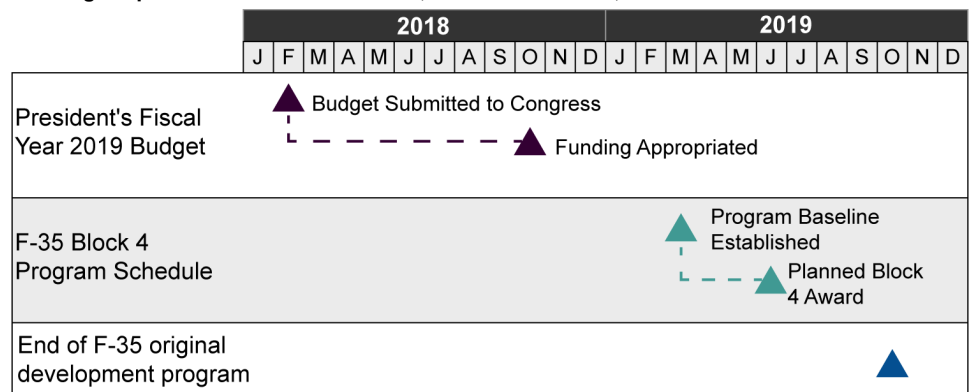 2018 2019
J F M A M J J A S O N D J F M A M J J A S O N D
President's Fiscal
Year 2019 Budget
Budget Submitted to Congress
Funding Appropriated
F-35 Block 4
Program Schedule
Program Baseline
Established
Planned Block
4 Award
End of F-35 original
development program